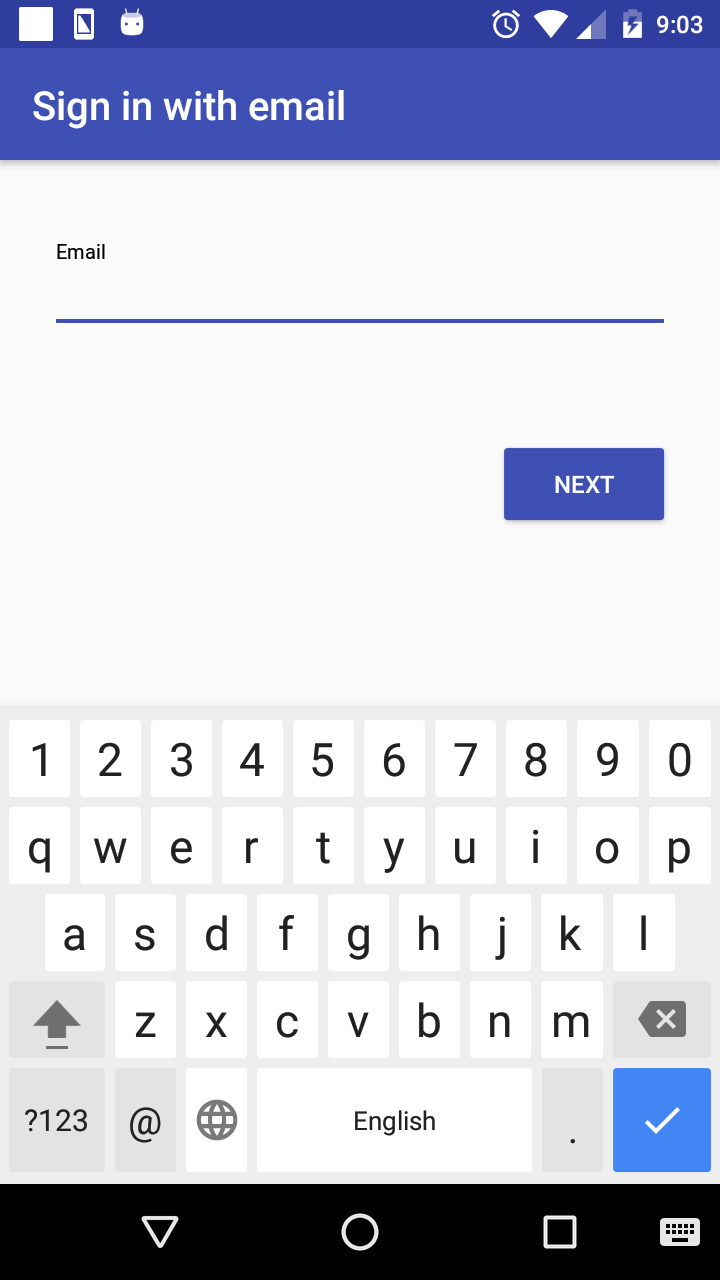 9:03
Sign in with email
Email
NEXT
1 2 3 4 5 6 7 8 9 0
q w e r t y u i o p
a s d f g h j k l
z x c v b n m
?123 @ English .